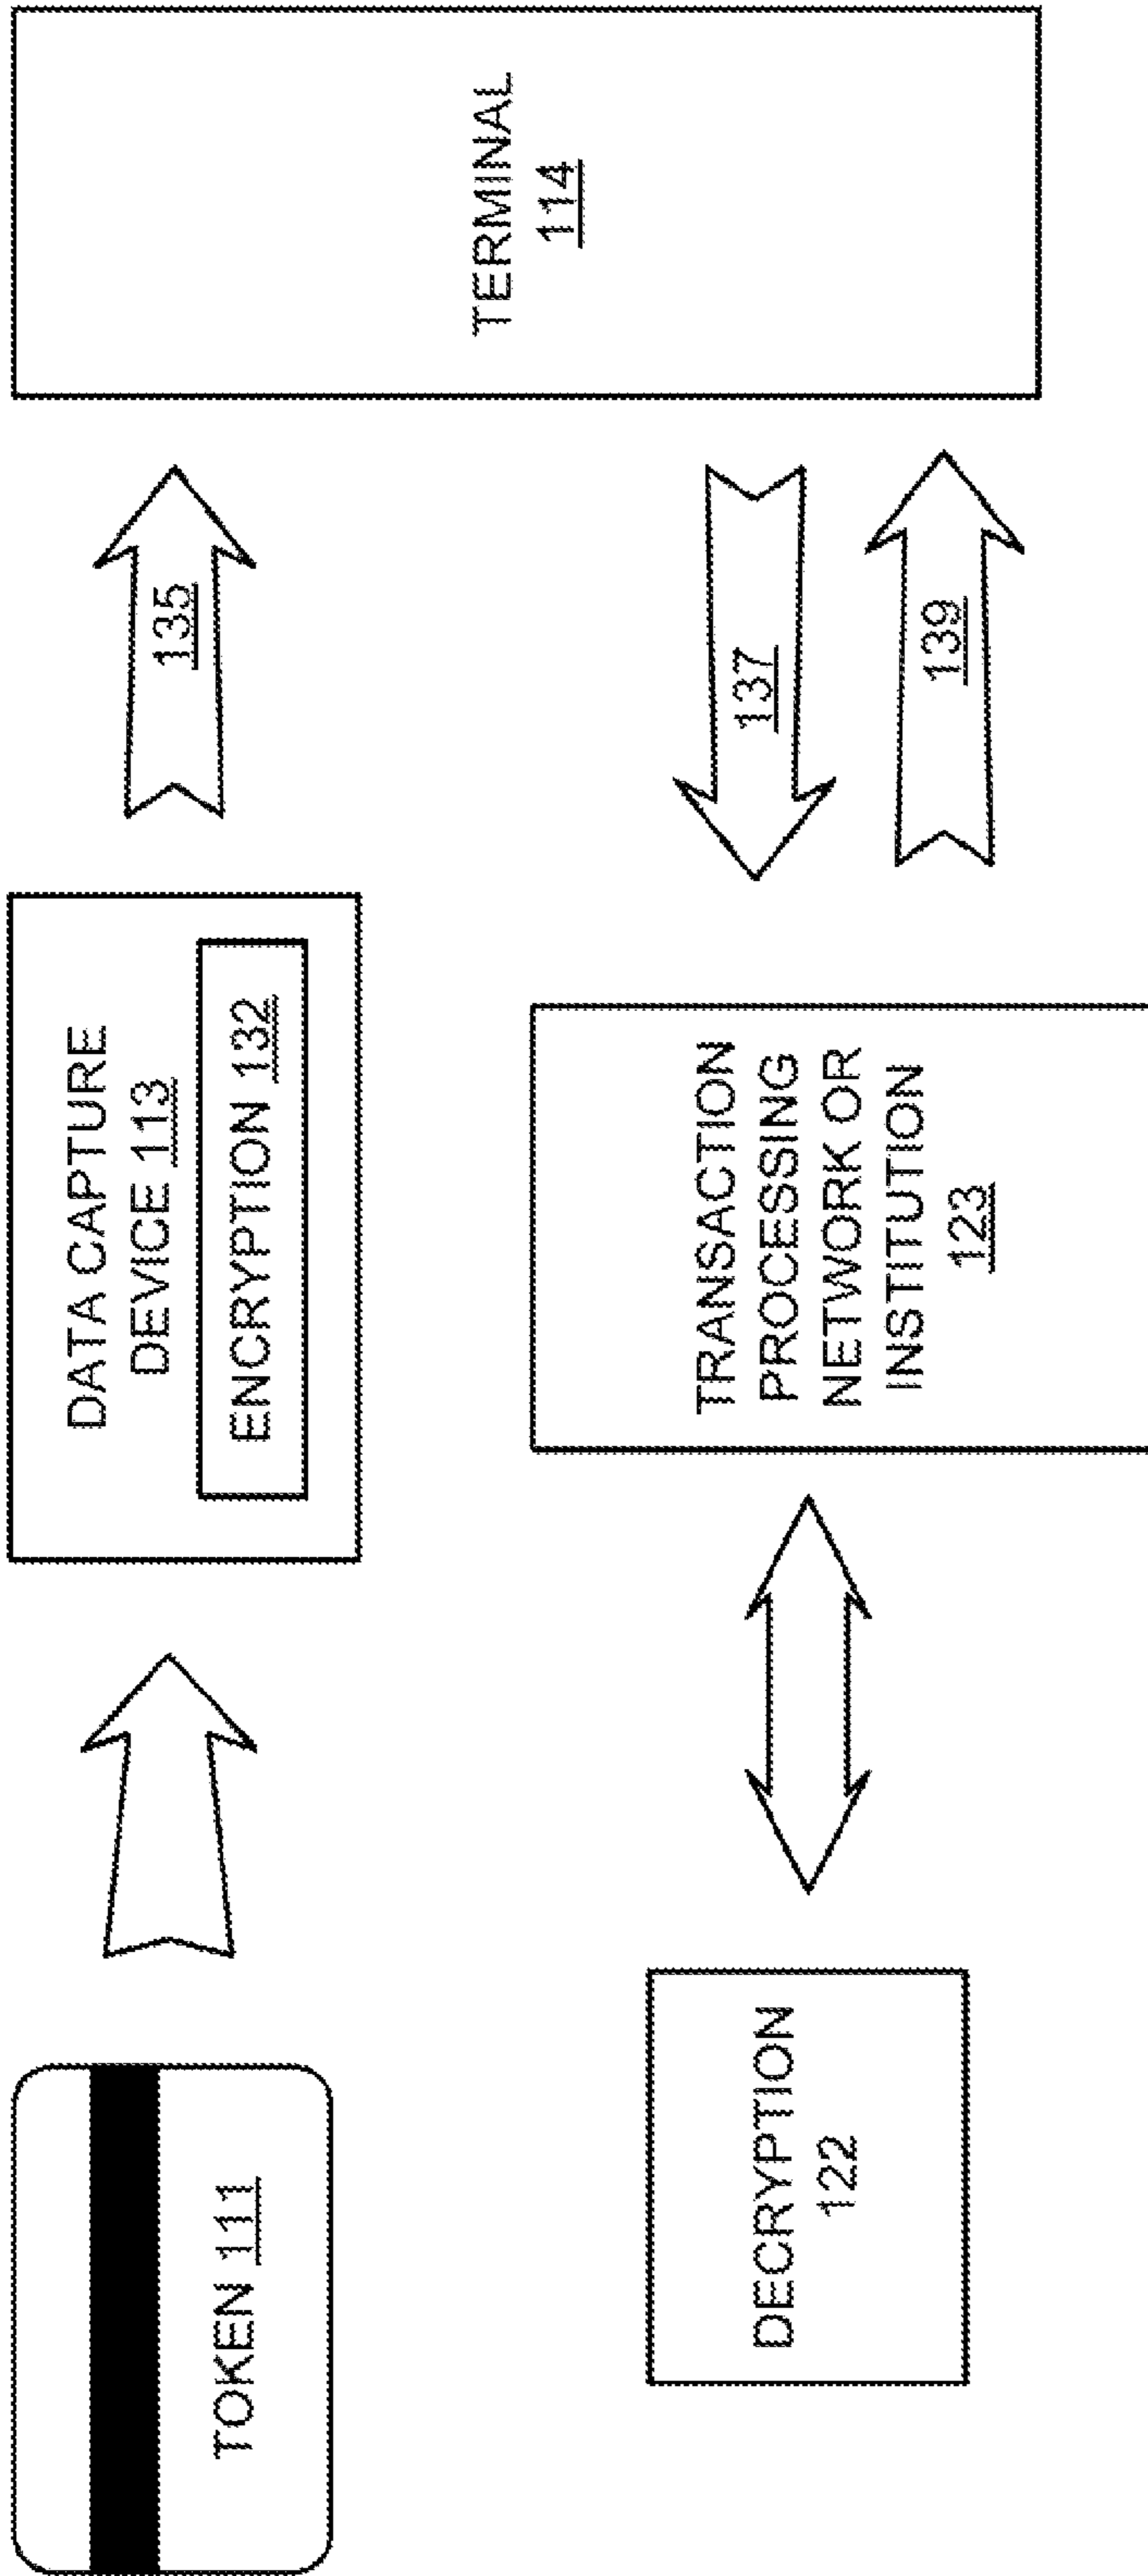 TOKEN 111
DATA CAPTURE
DEVICE 113
ENCRYPTION 132
135
TERMINAL
114
DECRYPTION
122
TRANSACTION
PROCESSING
NETWORK OR
INSTITUTION
123
137
139